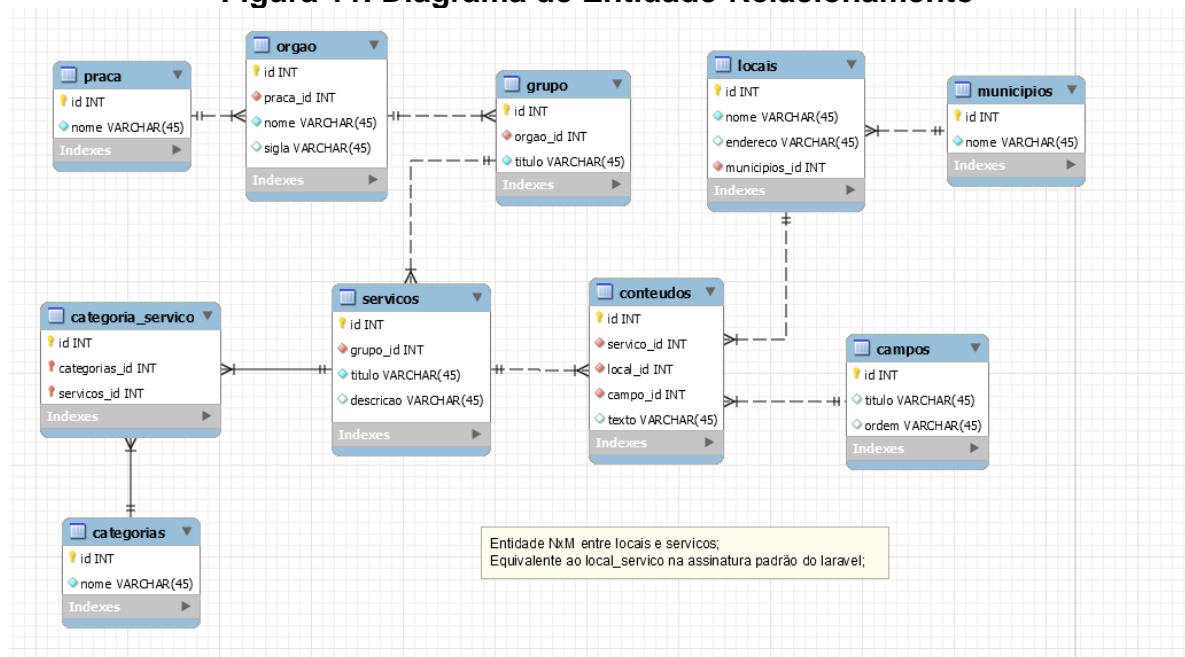 Figura 14: Diagrama de Entidade Relacionamento
praca
id INT
nome VARCHAR(45)
Indexes
orgao
id INT
praca_id INT
nome VARCHAR(45)
sigla VARCHAR(45)
Indexes
grupo
id INT
orgao_id INT
titulo VARCHAR(45)
Indexes
locais
id INT
nome VARCHAR(45)
endereco VARCHAR(45)
municipios_id INT
Indexes
municipios
id INT
nome VARCHAR(45)
Indexes
categoria_servico
id INT
categorias_id INT
servicos_id INT
Indexes
servicos
id INT
grupo_id INT
titulo VARCHAR(45)
descricao VARCHAR(45)
Indexes
conteudos
id INT
servico_id INT
local_id INT
campo_id INT
texto VARCHAR(45)
Indexes
campos
id INT
titulo VARCHAR(45)
ordem VARCHAR(45)
Indexes
categorias
id INT
nome VARCHAR(45)
Indexes
Entidade NxM entre locais e servicos;
Equivalente ao local_servico na assinatura padrão do laravel;